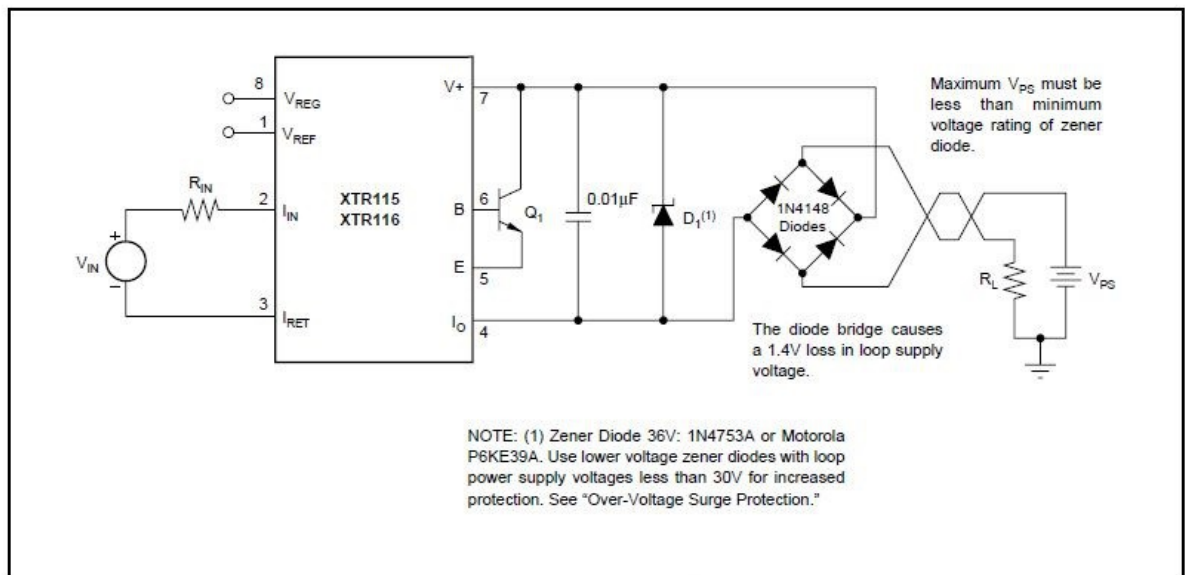 8
V_REG
1
V_REF
R_IN
2
I_IN
+
V_IN
–
3
I_RET
XTR115
XTR116
V+
7
B
6
Q_1
E
5
I_O
4
0.01µF
D_1^(1)
1N4148
Diodes
Maximum V_PS must be
less than minimum
voltage rating of zener
diode.
R_L
V_PS
The diode bridge causes
a 1.4V loss in loop supply
voltage.
NOTE: (1) Zener Diode 36V: 1N4753A or Motorola
P6KE39A. Use lower voltage zener diodes with loop
power supply voltages less than 30V for increased
protection. See “Over-Voltage Surge Protection.”